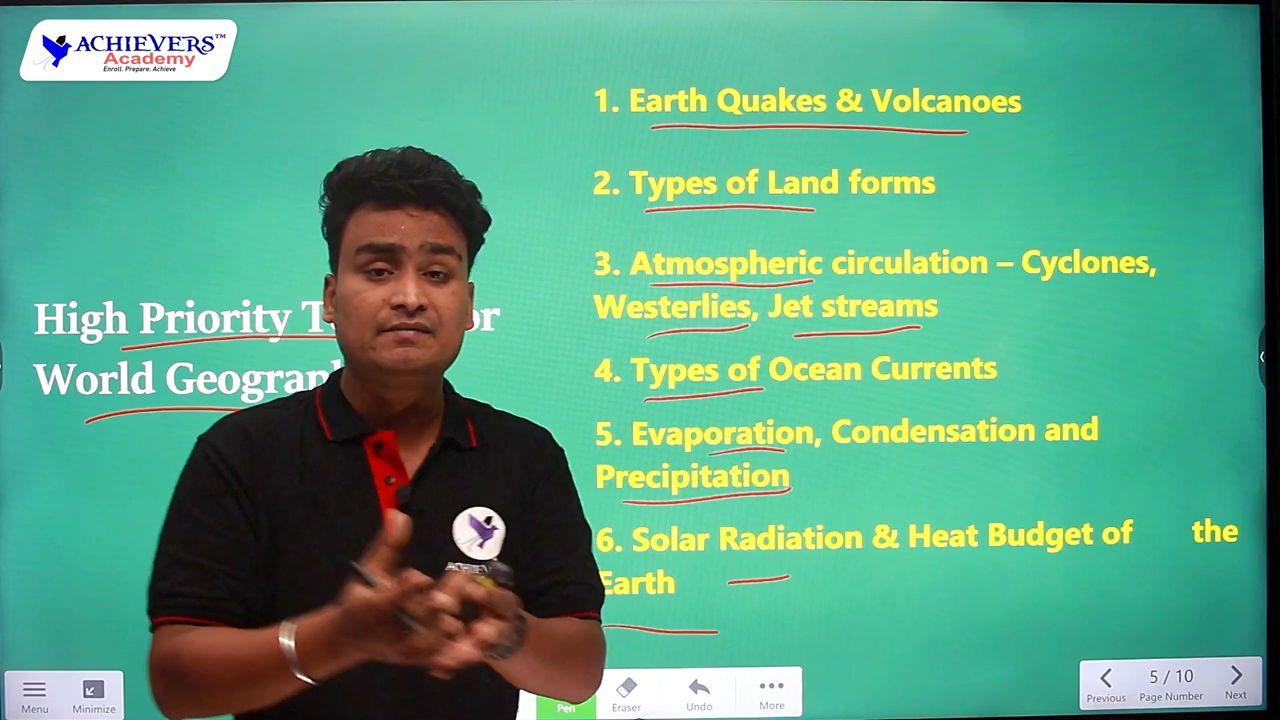 ACHIEVERS™
Academy
Enroll. Prepare. Achieve
High Priority
World
1. Earth Quakes & Volcanoes
2. Types of Land forms
3. Atmospheric circulation – Cyclones,
Westerlies, Jet streams
4. Types of Ocean Currents
5. Evaporation, Condensation and
Precipitation
6. Solar Radiation & Heat Budget of the
Earth
Menu
Minimize
Pen
Eraser
Undo
More
Previous
5 / 10
Page Number
Next